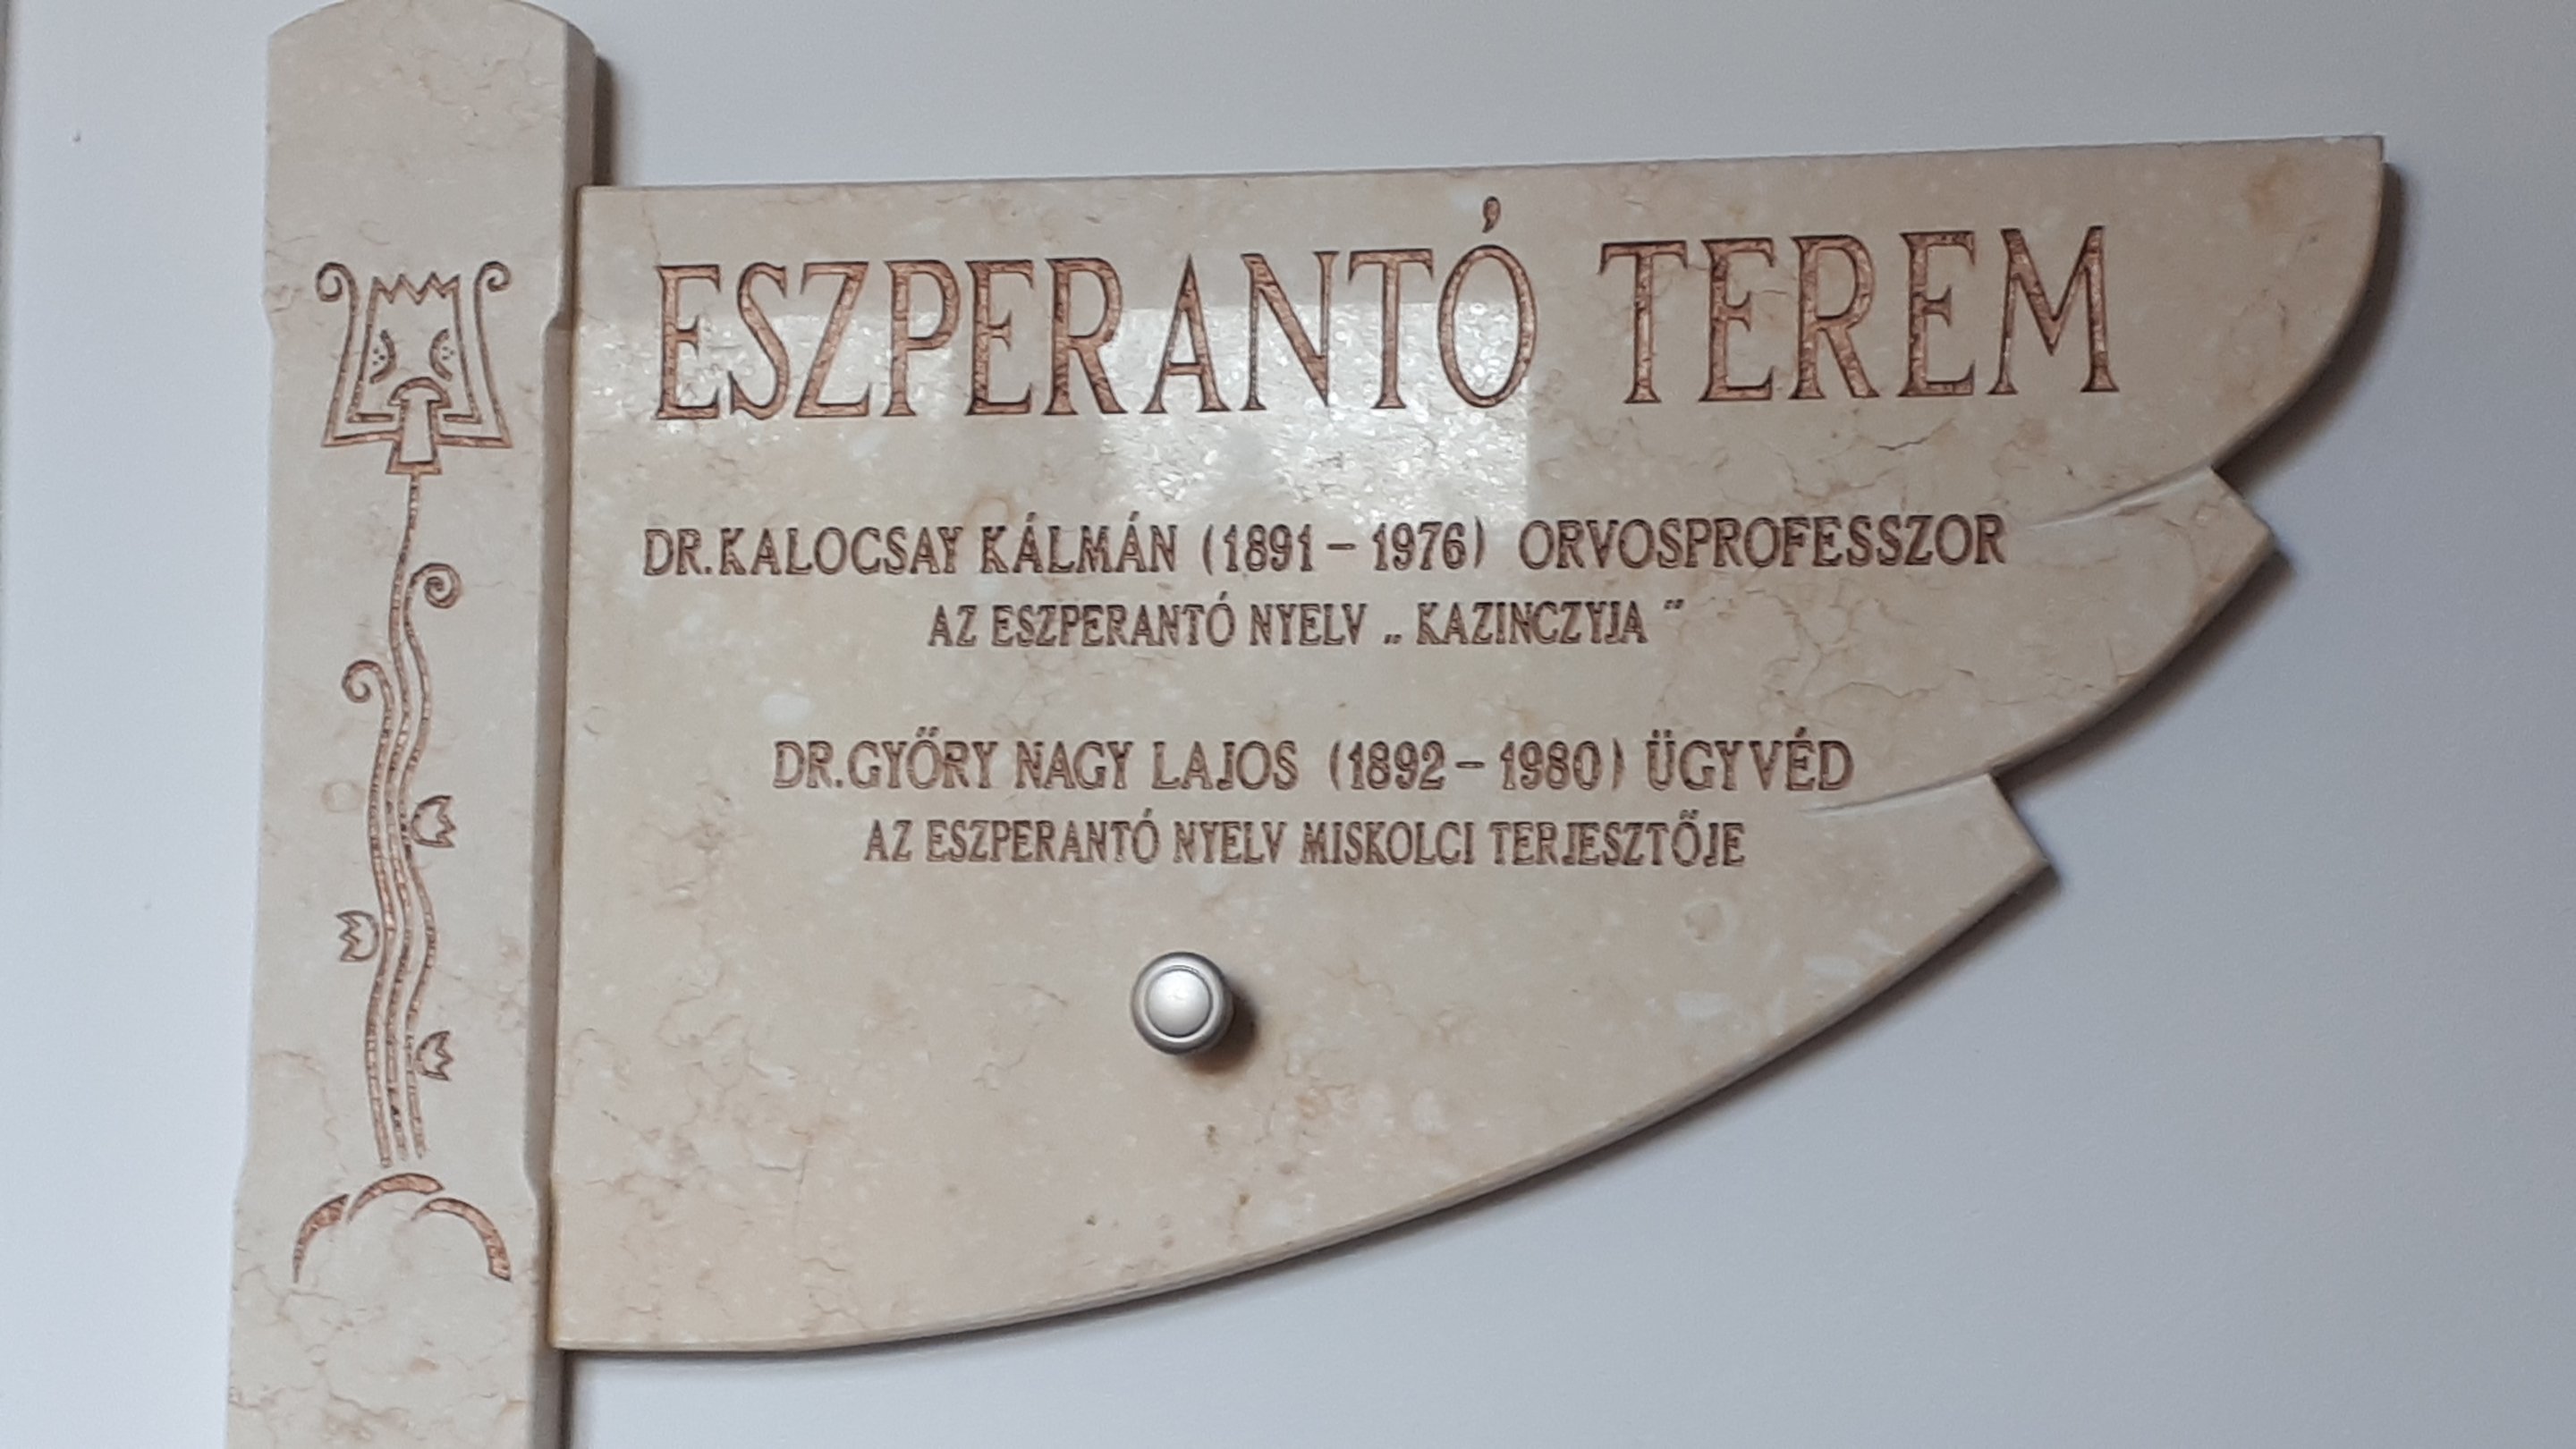 ESZPERANTÓ TEREM
DR.KALOCSAY KÁLMÁN (1891 – 1976) ORVOSPROFESSZOR
AZ ESZPERANTÓ NYELV „ KAZINCZYJA ”
DR.GYŐRY NAGY LAJOS (1892 – 1980) ÜGYVÉD
AZ ESZPERANTÓ NYELV MISKOLCI TERJESZTŐJE